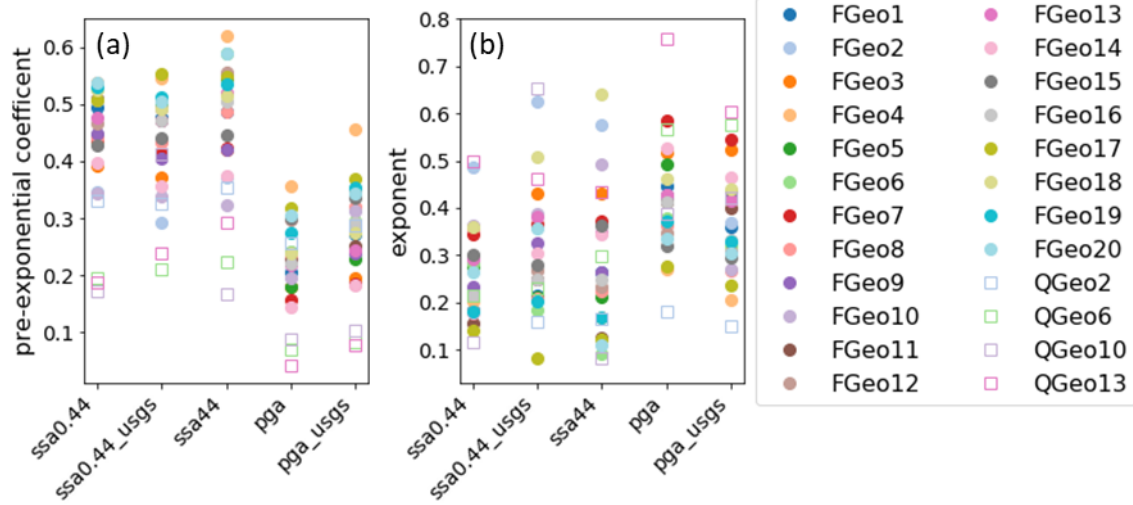 (a)
pre-exponential coefficent
0.6
0.5
0.4
0.3
0.2
0.1
ssa0.44
ssa0.44_usgs
ssa44
pga
pga_usgs
(b)
exponent
0.8
0.7
0.6
0.5
0.4
0.3
0.2
0.1
ssa0.44
ssa0.44_usgs
ssa44
pga
pga_usgs
FGeo1
FGeo2
FGeo3
FGeo4
FGeo5
FGeo6
FGeo7
FGeo8
FGeo9
FGeo10
FGeo11
FGeo12
FGeo13
FGeo14
FGeo15
FGeo16
FGeo17
FGeo18
FGeo19
FGeo20
QGeo2
QGeo6
QGeo10
QGeo13